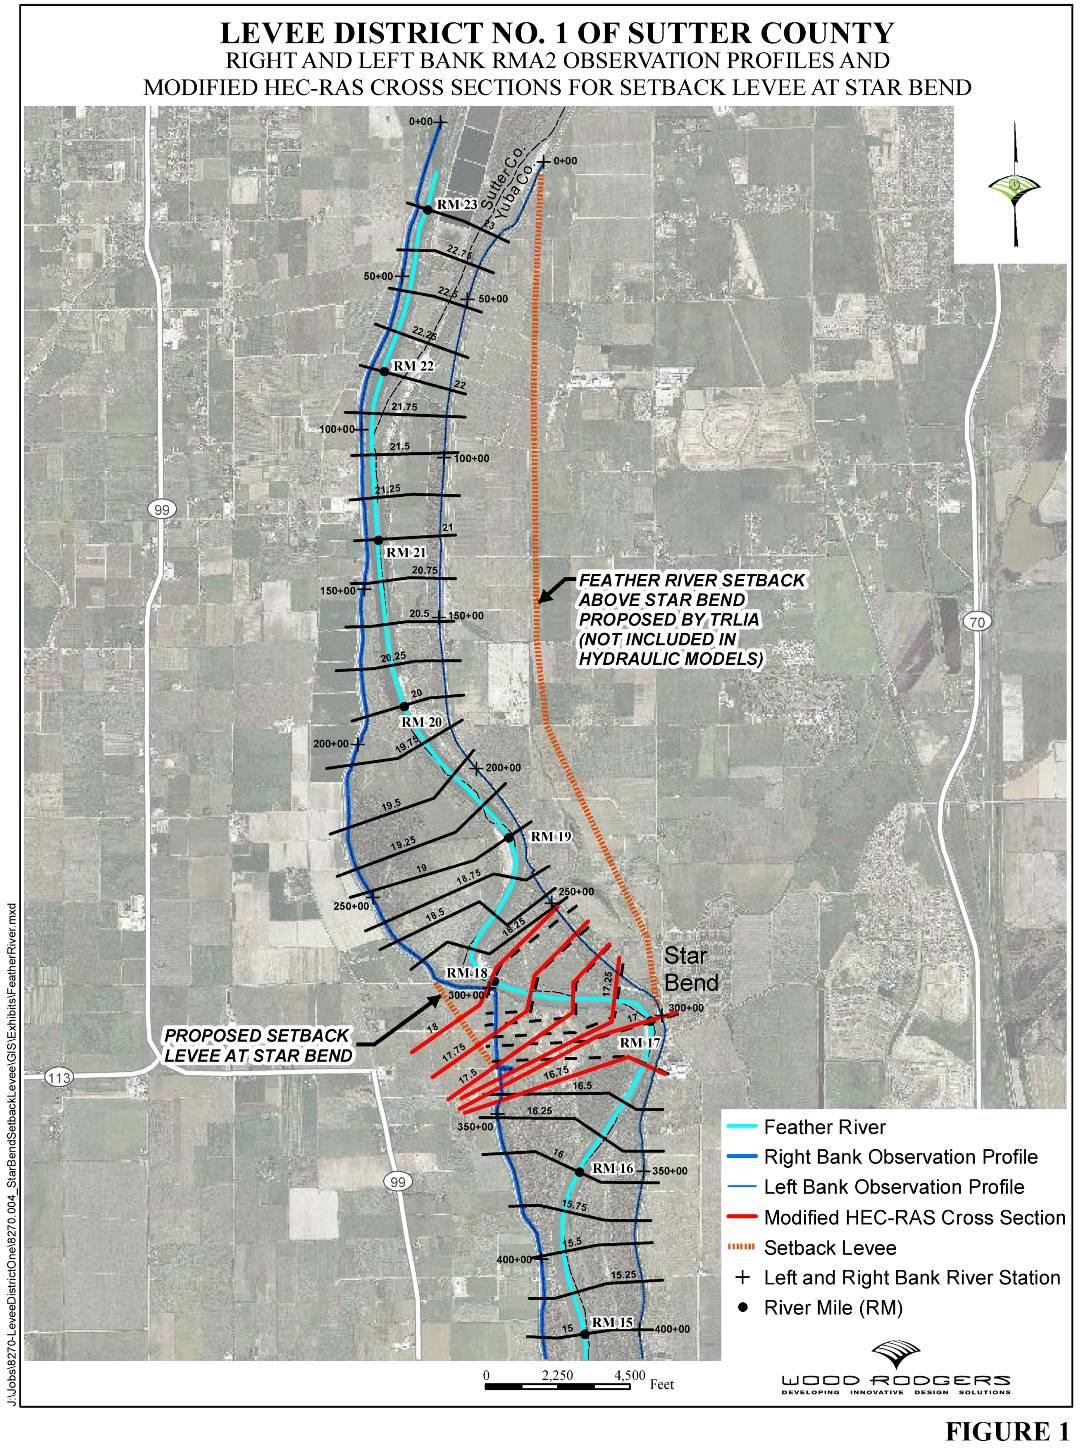 LEVEE DISTRICT NO. 1 OF SUTTER COUNTY
RIGHT AND LEFT BANK RMA2 OBSERVATION PROFILES AND
MODIFIED HEC-RAS CROSS SECTIONS FOR SETBACK LEVEE AT STAR BEND
0+00
Sutter Co.
Yuba Co.
0+00
RM 23
23
22.75
50+00
22.5
50+00
22.25
RM 22
22
21.75
100+00
21.5
100+00
21.25
99
21
RM 21
20.75
150+00
20.5
150+00
FEATHER RIVER SETBACK
ABOVE STAR BEND
PROPOSED BY TRLIA
(NOT INCLUDED IN
HYDRAULIC MODELS)
70
20.25
20
RM 20
200+00
19.75
200+00
19.5
RM 19
19.25
19
18.75
250+00
250+00
18.5
18.25
Star
Bend
RM 18
17.25
300+00
300+00
18
17
PROPOSED SETBACK
LEVEE AT STAR BEND
RM 17
17.75
17.5
16.75
113
16.5
16.25
350+00
16
RM 16
350+00
99
15.75
15.5
400+00
15.25
15
RM 15
400+00
Feather River
Right Bank Observation Profile
Left Bank Observation Profile
Modified HEC-RAS Cross Section
Setback Levee
Left and Right Bank River Station
River Mile (RM)
0 2,250 4,500
Feet
WOOD RODGERS
DEVELOPING INNOVATIVE DESIGN SOLUTIONS
J:\Jobs\8270-LeveeDistrictOne\8270.004_StarBendSetbackLevee\GIS\Exhibits\FeatherRiver.mxd
FIGURE 1